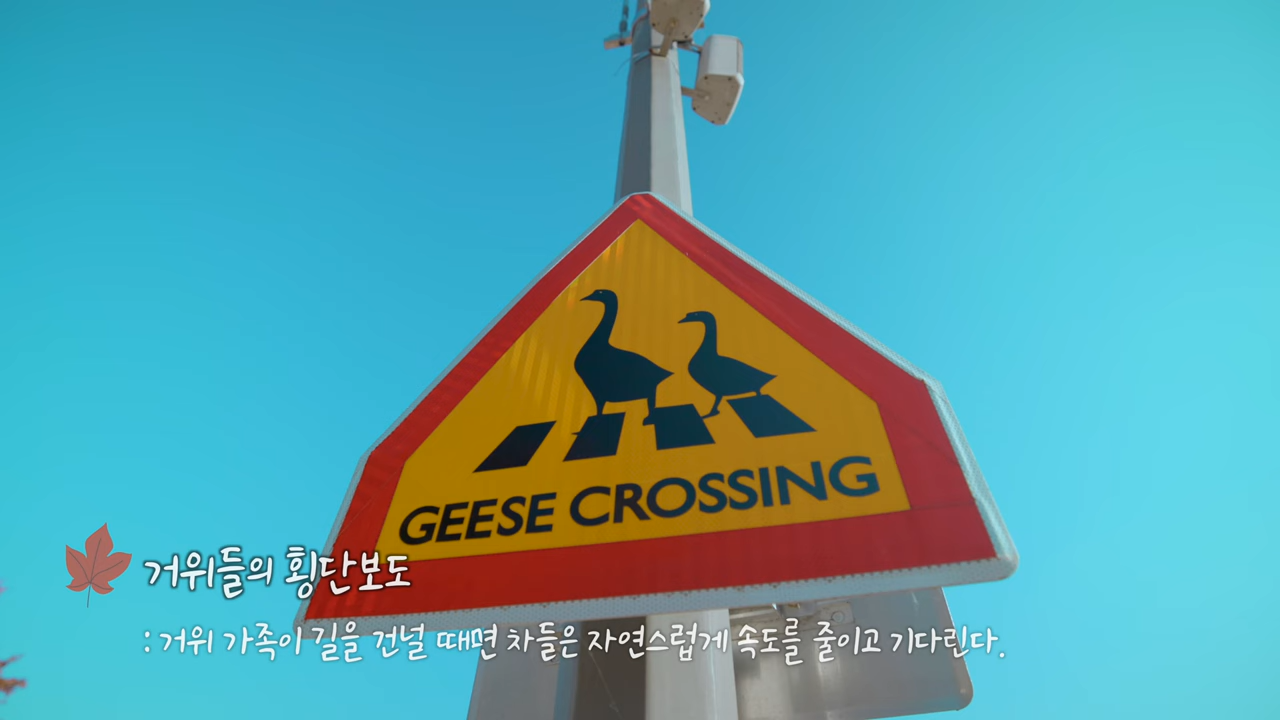 GEESE CROSSING
거위들의 횡단보도
: 거위 가족이 길을 건널 때면 차들은 자연스럽게 속도를 줄이고 기다린다.